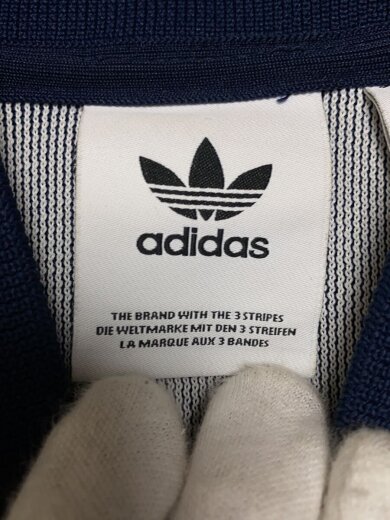 adidas
THE BRAND WITH THE 3 STRIPES
DIE WELTMARKE MIT DEN 3 STREIFEN
LA MARQUE AUX 3 BANDES